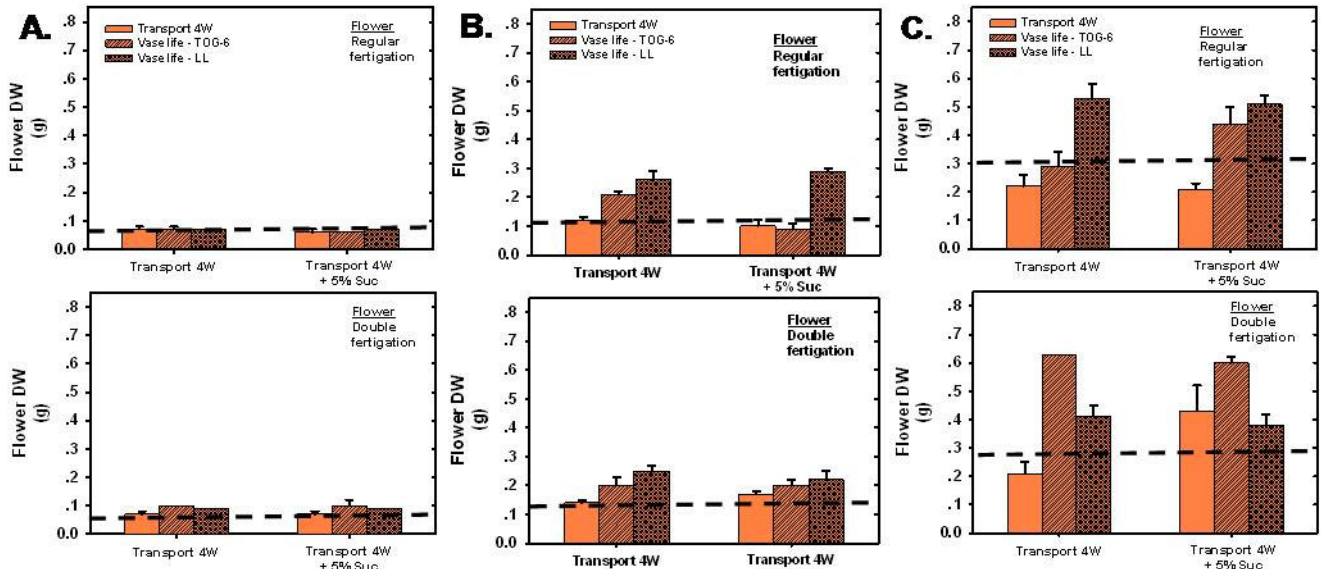 A.
Flower DW
(g)
.8
.7
.6
.5
.4
.3
.2
.1
0.0
Transport 4W
Vase life - TOG-6
Vase life - LL
Flower
Regular
fertigation
Transport 4W
Transport 4W
+ 5% Suc
B.
Flower DW
(g)
.8
.7
.6
.5
.4
.3
.2
.1
0.0
Transport 4W
Vase life - TOG-6
Vase life - LL
Flower
Regular
fertigation
Transport 4W
Transport 4W
+ 5% Suc
C.
Flower DW
(g)
.8
.7
.6
.5
.4
.3
.2
.1
0.0
Transport 4W
Vase life - TOG-6
Vase life - LL
Flower
Regular
fertigation
Transport 4W
Transport 4W
+ 5% Suc
Flower DW
(g)
.8
.7
.6
.5
.4
.3
.2
.1
0.0
Flower
Double
fertigation
Transport 4W
Transport 4W
+ 5% Suc
Flower DW
(g)
.8
.7
.6
.5
.4
.3
.2
.1
0.0
Flower
Double
fertigation
Transport 4W
Transport 4W
Flower DW
(g)
.8
.7
.6
.5
.4
.3
.2
.1
0.0
Flower
Double
fertigation
Transport 4W
Transport 4W
+ 5% Suc